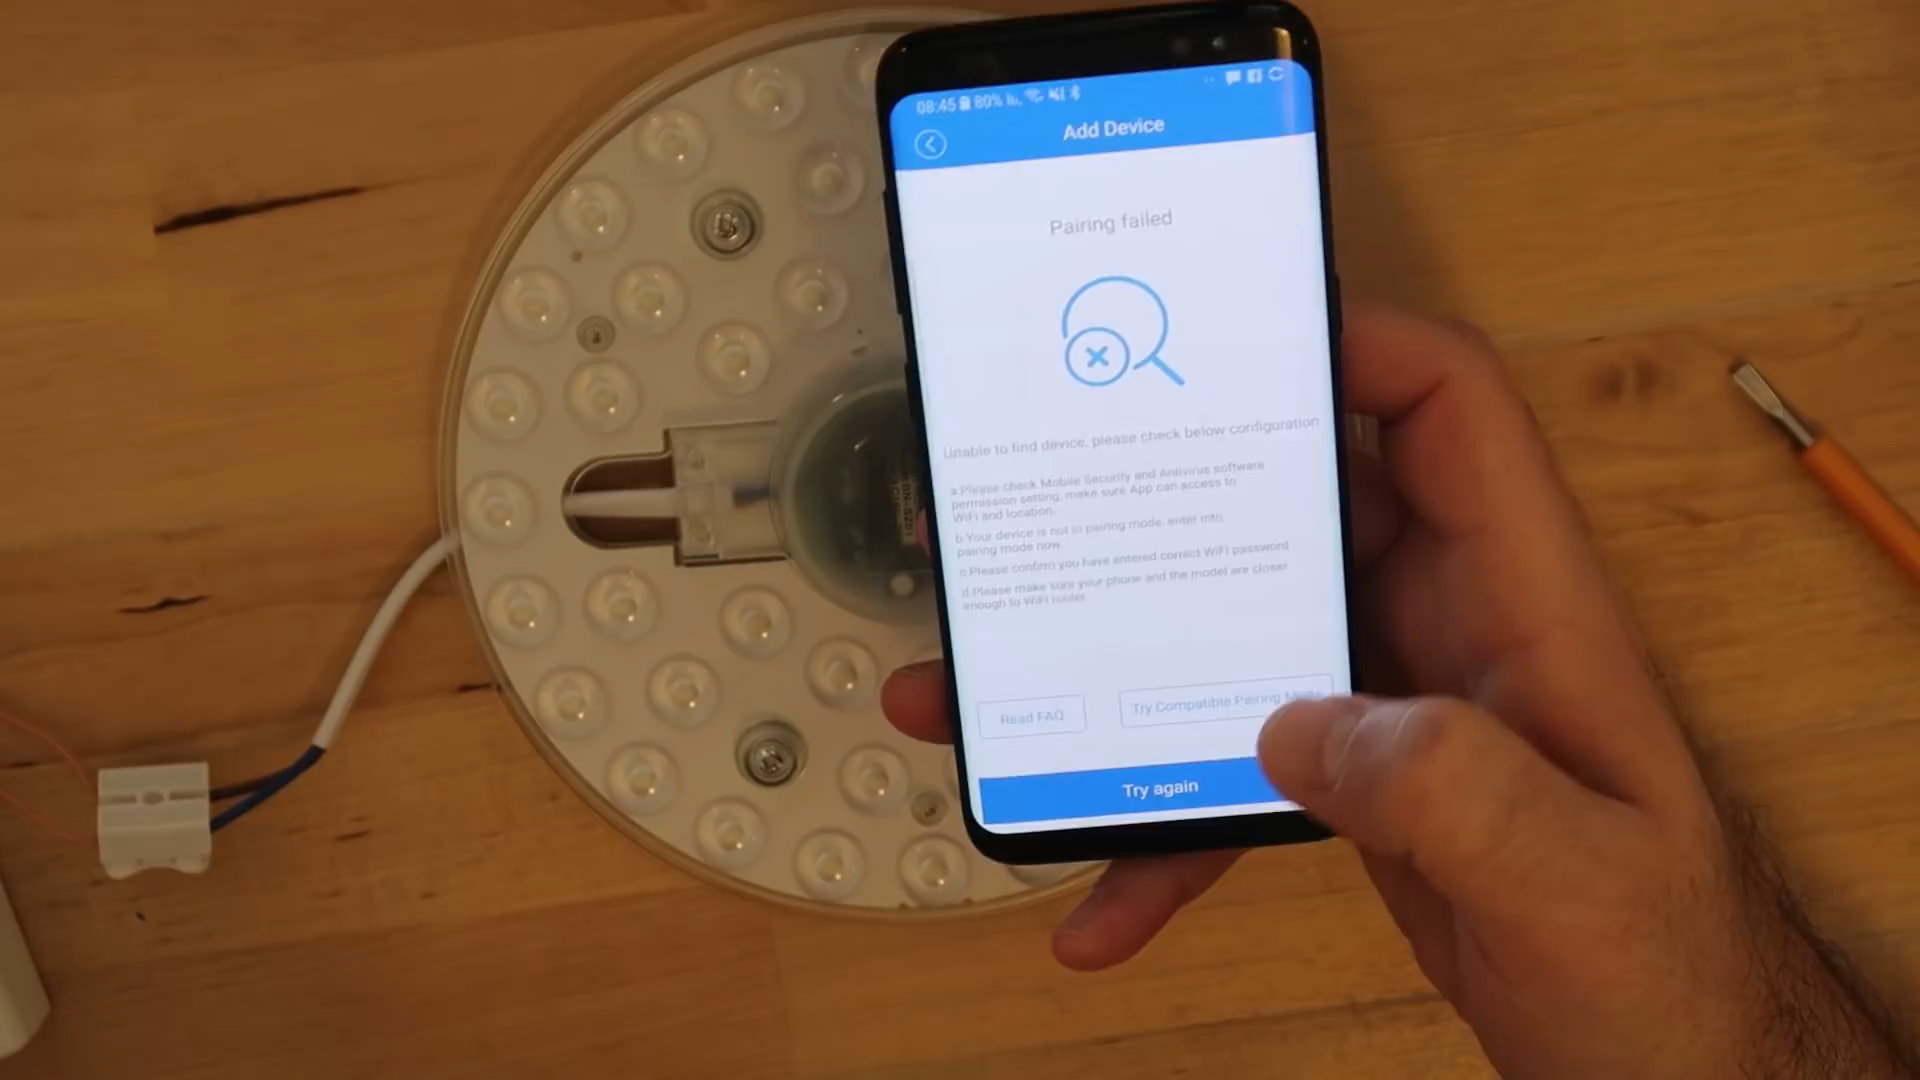 08:45 80%
Add Device
Pairing failed
Unable to find device, please check below configuration
a.Please check Mobile Security and Antivirus software
permission setting, make sure App can access to
WiFi and location.
b.Your device is not in pairing mode, enter into
pairing mode now.
c.Please confirm you have entered correct WiFi password
d.Please make sure your phone and the model are closer
enough to WiFi router.
Read FAQ
Try Compatible Pairing
Try again